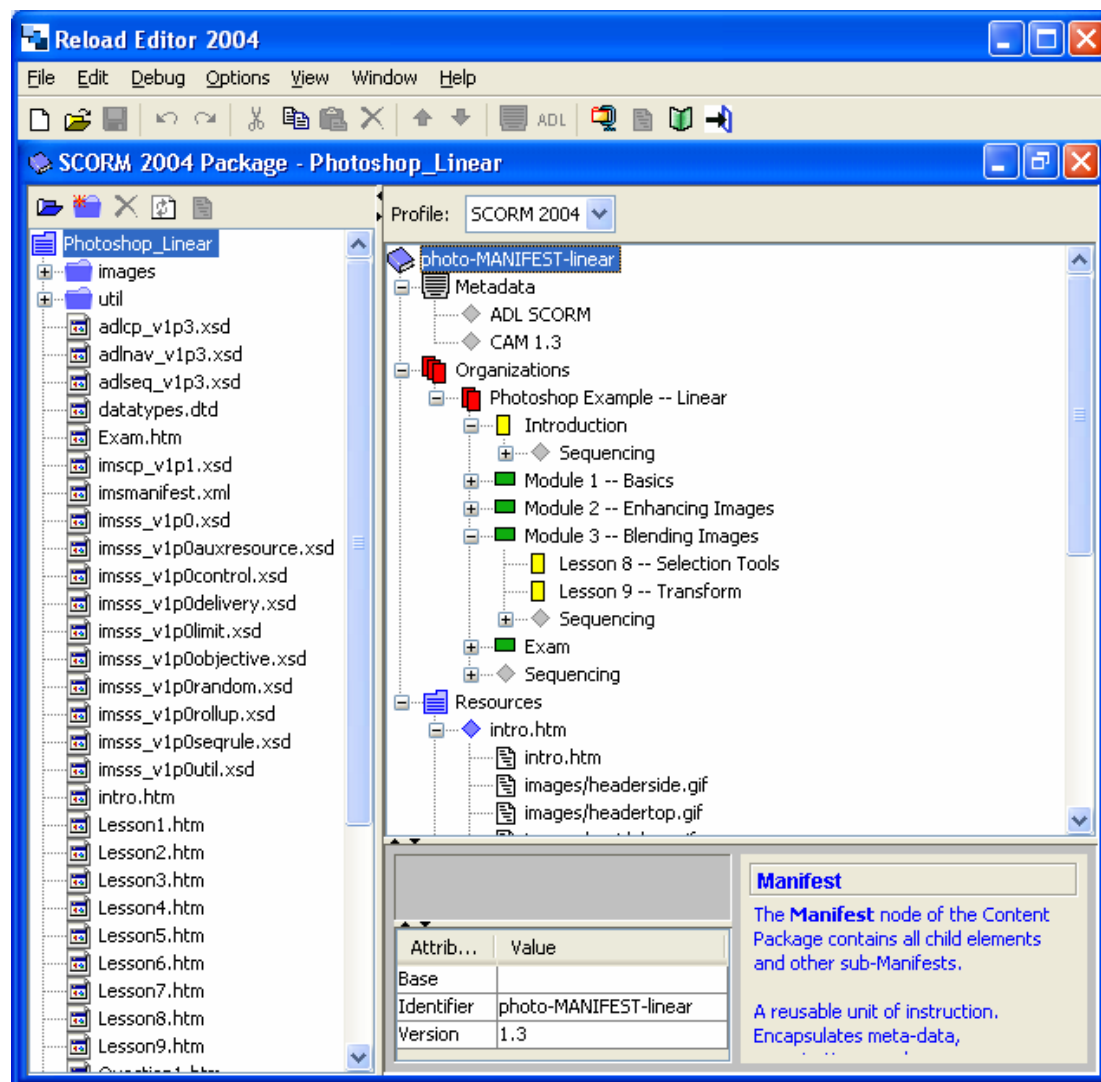 Reload Editor 2004
File Edit Debug Options View Window Help
ADL
SCORM 2004 Package - Photoshop_Linear
Photoshop_Linear
images
util
adlcp_v1p3.xsd
adlnav_v1p3.xsd
adlseq_v1p3.xsd
datatypes.dtd
Exam.htm
imscp_v1p1.xsd
imsmanifest.xml
imsss_v1p0.xsd
imsss_v1p0auxresource.xsd
imsss_v1p0control.xsd
imsss_v1p0delivery.xsd
imsss_v1p0limit.xsd
imsss_v1p0objective.xsd
imsss_v1p0random.xsd
imsss_v1p0rollup.xsd
imsss_v1p0seqrule.xsd
imsss_v1p0util.xsd
intro.htm
Lesson1.htm
Lesson2.htm
Lesson3.htm
Lesson4.htm
Lesson5.htm
Lesson6.htm
Lesson7.htm
Lesson8.htm
Lesson9.htm
Question1.htm
Profile: SCORM 2004
photo-MANIFEST-linear
Metadata
ADL SCORM
CAM 1.3
Organizations
Photoshop Example -- Linear
Introduction
Sequencing
Module 1 -- Basics
Module 2 -- Enhancing Images
Module 3 -- Blending Images
Lesson 8 -- Selection Tools
Lesson 9 -- Transform
Sequencing
Exam
Sequencing
Resources
intro.htm
intro.htm
images/headerside.gif
images/headertop.gif
Attrib... Value
Base
Identifier photo-MANIFEST-linear
Version 1.3
Manifest
The Manifest node of the Content
Package contains all child elements
and other sub-Manifests.
A reusable unit of instruction.
Encapsulates meta-data,